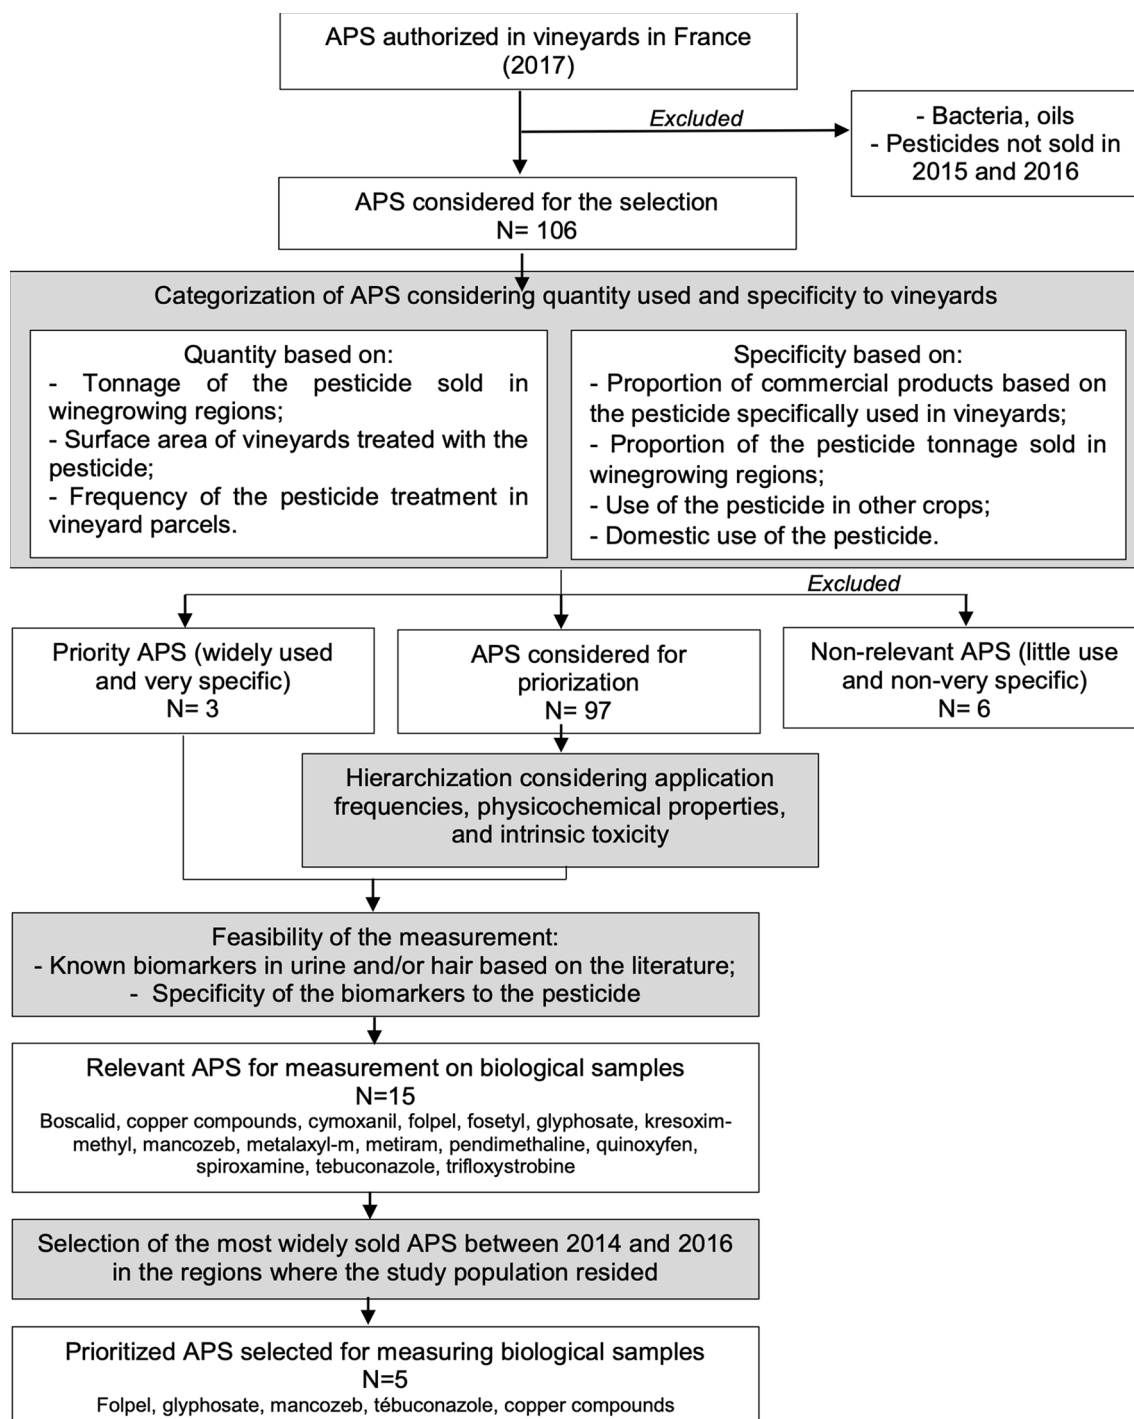 APS authorized in vineyards in France
(2017)
Excluded
- Bacteria, oils
- Pesticides not sold in
2015 and 2016
APS considered for the selection
N= 106
Categorization of APS considering quantity used and specificity to vineyards
Quantity based on:
- Tonnage of the pesticide sold in
winegrowing regions;
- Surface area of vineyards treated with the
pesticide;
- Frequency of the pesticide treatment in
vineyard parcels.
Specificity based on:
- Proportion of commercial products based on
the pesticide specifically used in vineyards;
- Proportion of the pesticide tonnage sold in
winegrowing regions;
- Use of the pesticide in other crops;
- Domestic use of the pesticide.
Excluded
Priority APS (widely used
and very specific)
N= 3
APS considered for
priorization
N= 97
Non-relevant APS (little use
and non-very specific)
N= 6
Hierarchization considering application
frequencies, physicochemical properties,
and intrinsic toxicity
Feasibility of the measurement:
- Known biomarkers in urine and/or hair based on the literature;
- Specificity of the biomarkers to the pesticide
Relevant APS for measurement on biological samples
N=15
Boscalid, copper compounds, cymoxanil, folpel, fosetyl, glyphosate, kresoxim-
methyl, mancozeb, metalaxyl-m, metiram, pendimethaline, quinoxyfen,
spiroxamine, tebuconazole, trifloxystrobine
Selection of the most widely sold APS between 2014 and 2016
in the regions where the study population resided
Prioritized APS selected for measuring biological samples
N=5
Folpel, glyphosate, mancozeb, tébuconazole, copper compounds